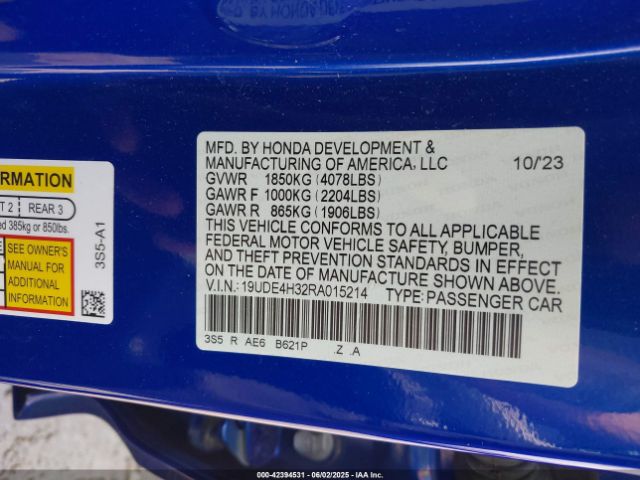 MFD. BY HONDA DEVELOPMENT &
MANUFACTURING OF AMERICA, LLC 10/'23
GVWR 1850KG (4078LBS)
GAWR F 1000KG (2204LBS)
GAWR R 865KG (1906LBS)
THIS VEHICLE CONFORMS TO ALL APPLICABLE
FEDERAL MOTOR VEHICLE SAFETY, BUMPER,
AND THEFT PREVENTION STANDARDS IN EFFECT
ON THE DATE OF MANUFACTURE SHOWN ABOVE.
V.I.N.: 19UDE4H32RA015214 TYPE: PASSENGER CAR
3S5 R AE6 B621P .Z .A
2 REAR 3
385kg or 850lbs.
SEE OWNER'S
MANUAL FOR
ADDITIONAL
INFORMATION
3S5-A1
000-42394531 - 06/02/2025 - IAA Inc.